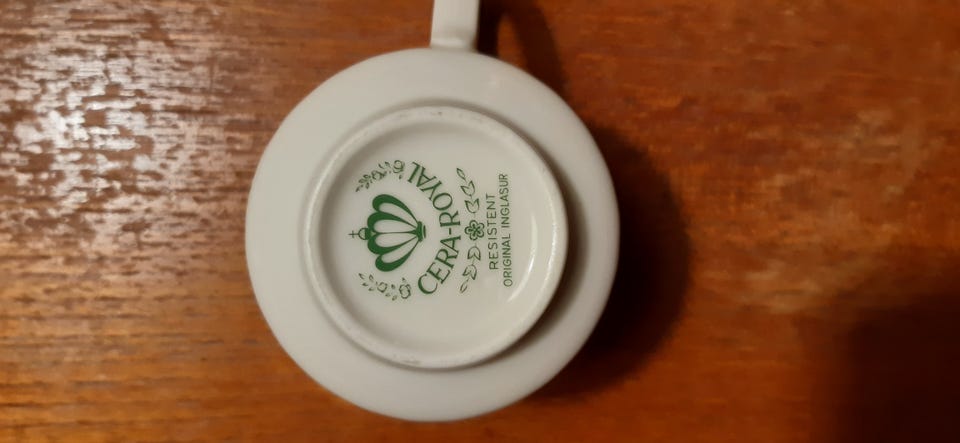 CERA-ROYAL
RESISTENT
ORIGINAL INGLASUR